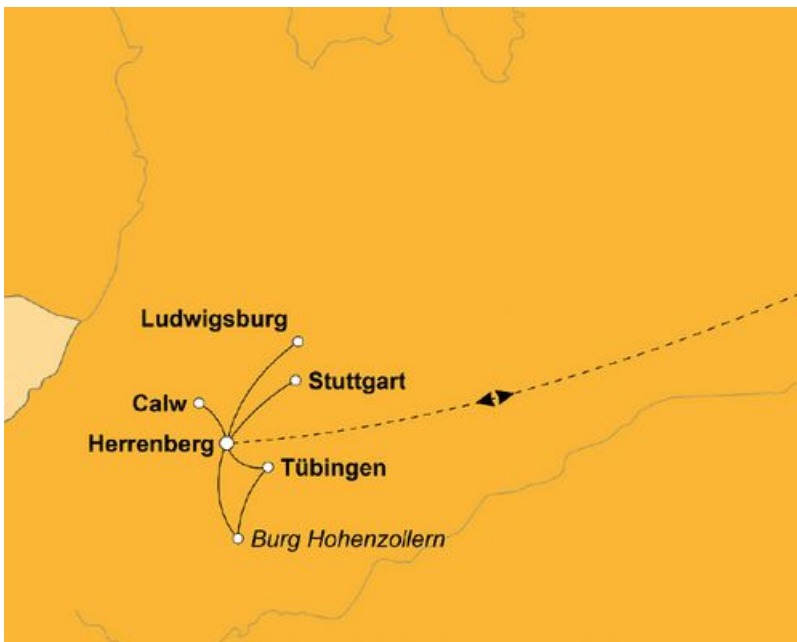 Ludwigsburg
Stuttgart
Calw
Herrenberg
Tübingen
Burg Hohenzollern